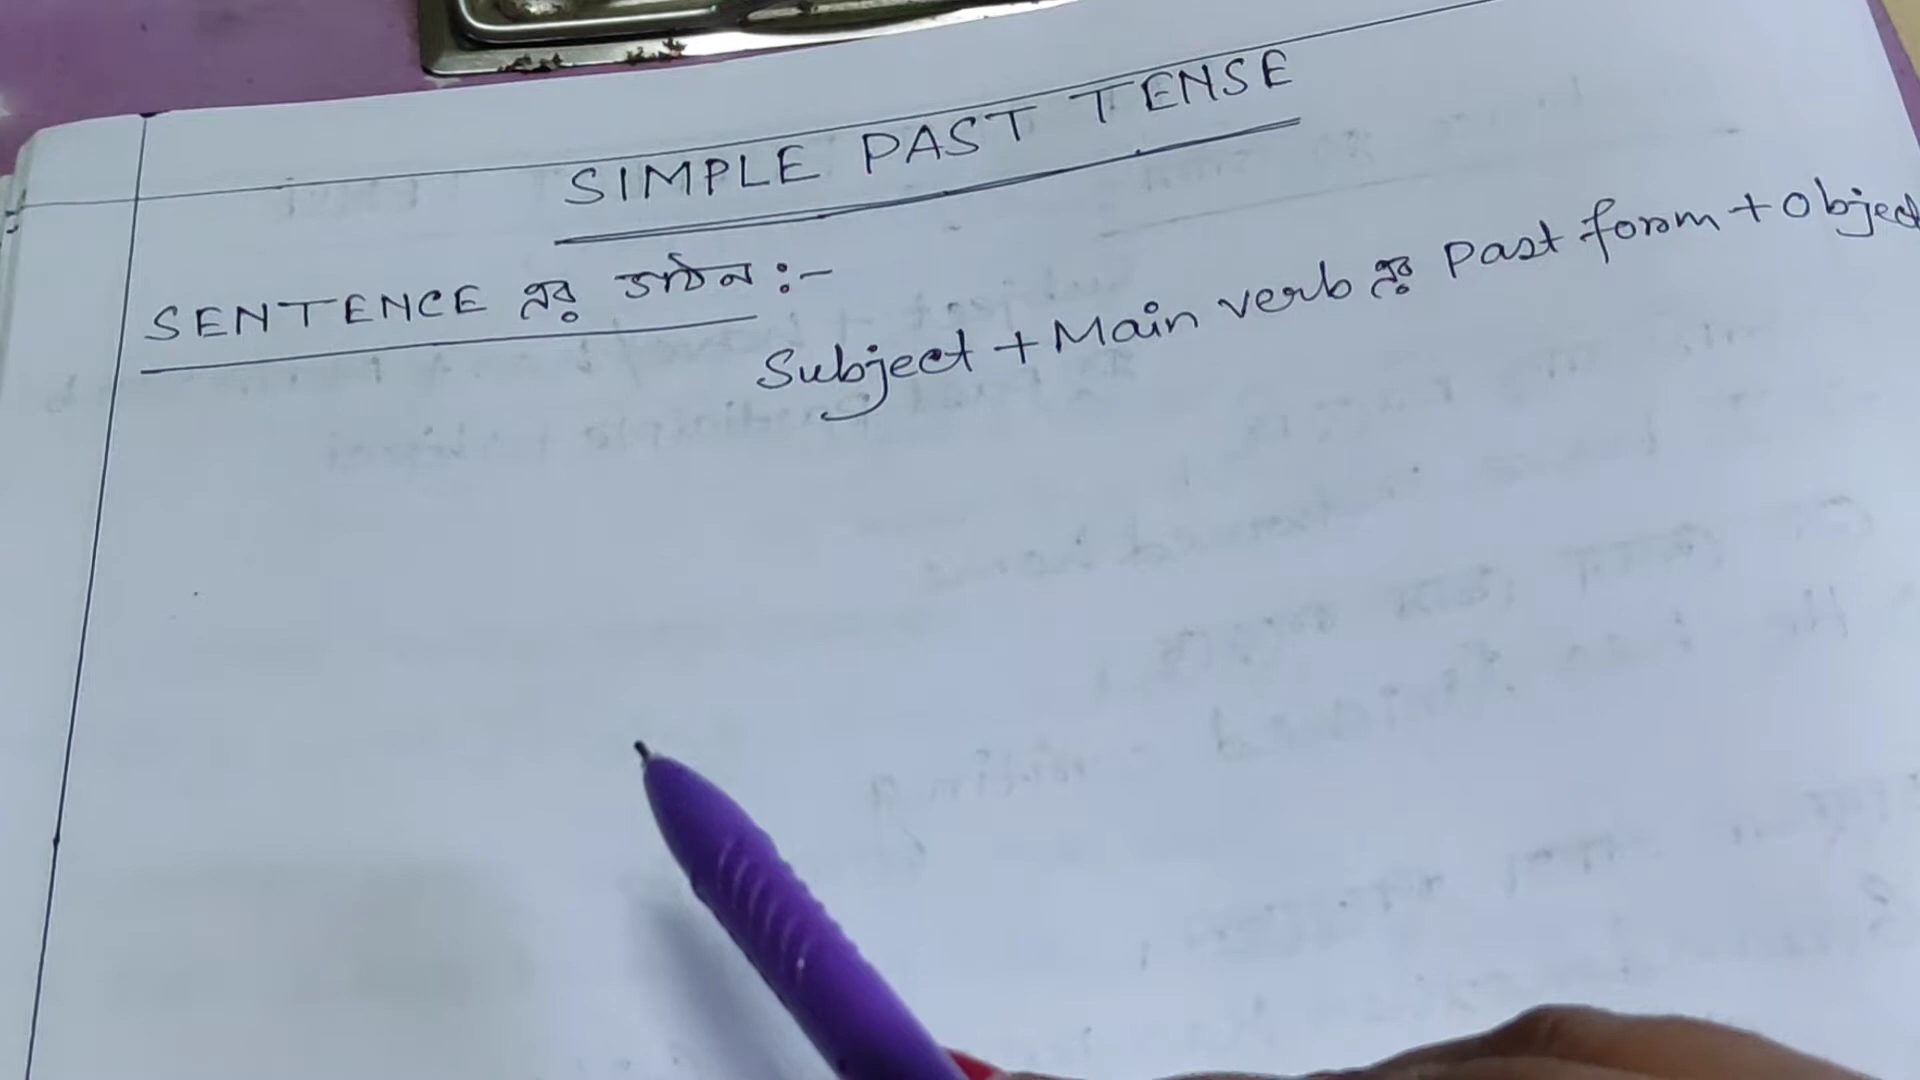 SIMPLE PAST TENSE
SENTENCE এর গঠন :-
Subject + Main verb এর Past form + Object